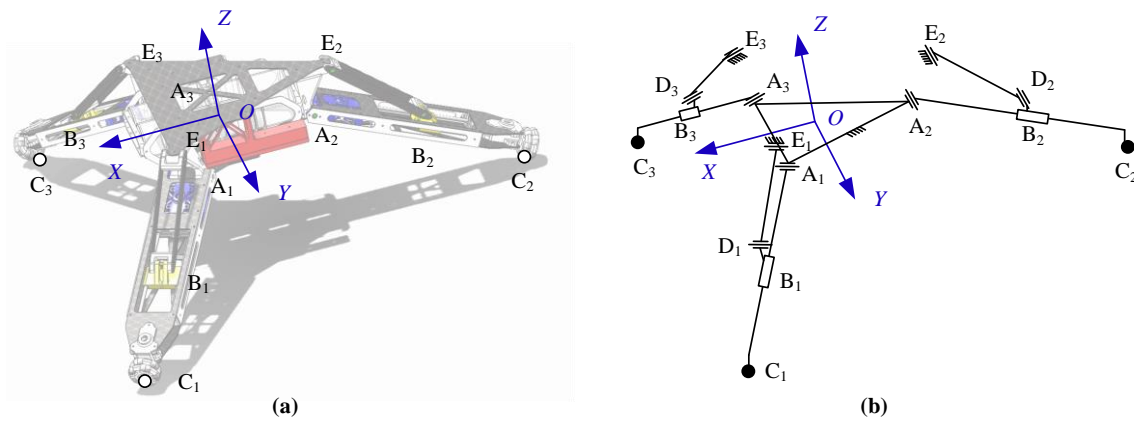 Z
E₃
E₂
A₃
O
A₂
B₃
E₁
B₂
X
C₃
A₁
Y
C₂
B₁
C₁
(a)
Z
E₃
E₂
D₃
A₃
D₂
O
B₃
E₁
A₂
B₂
C₃
X
A₁
Y
C₂
D₁
B₁
C₁
(b)